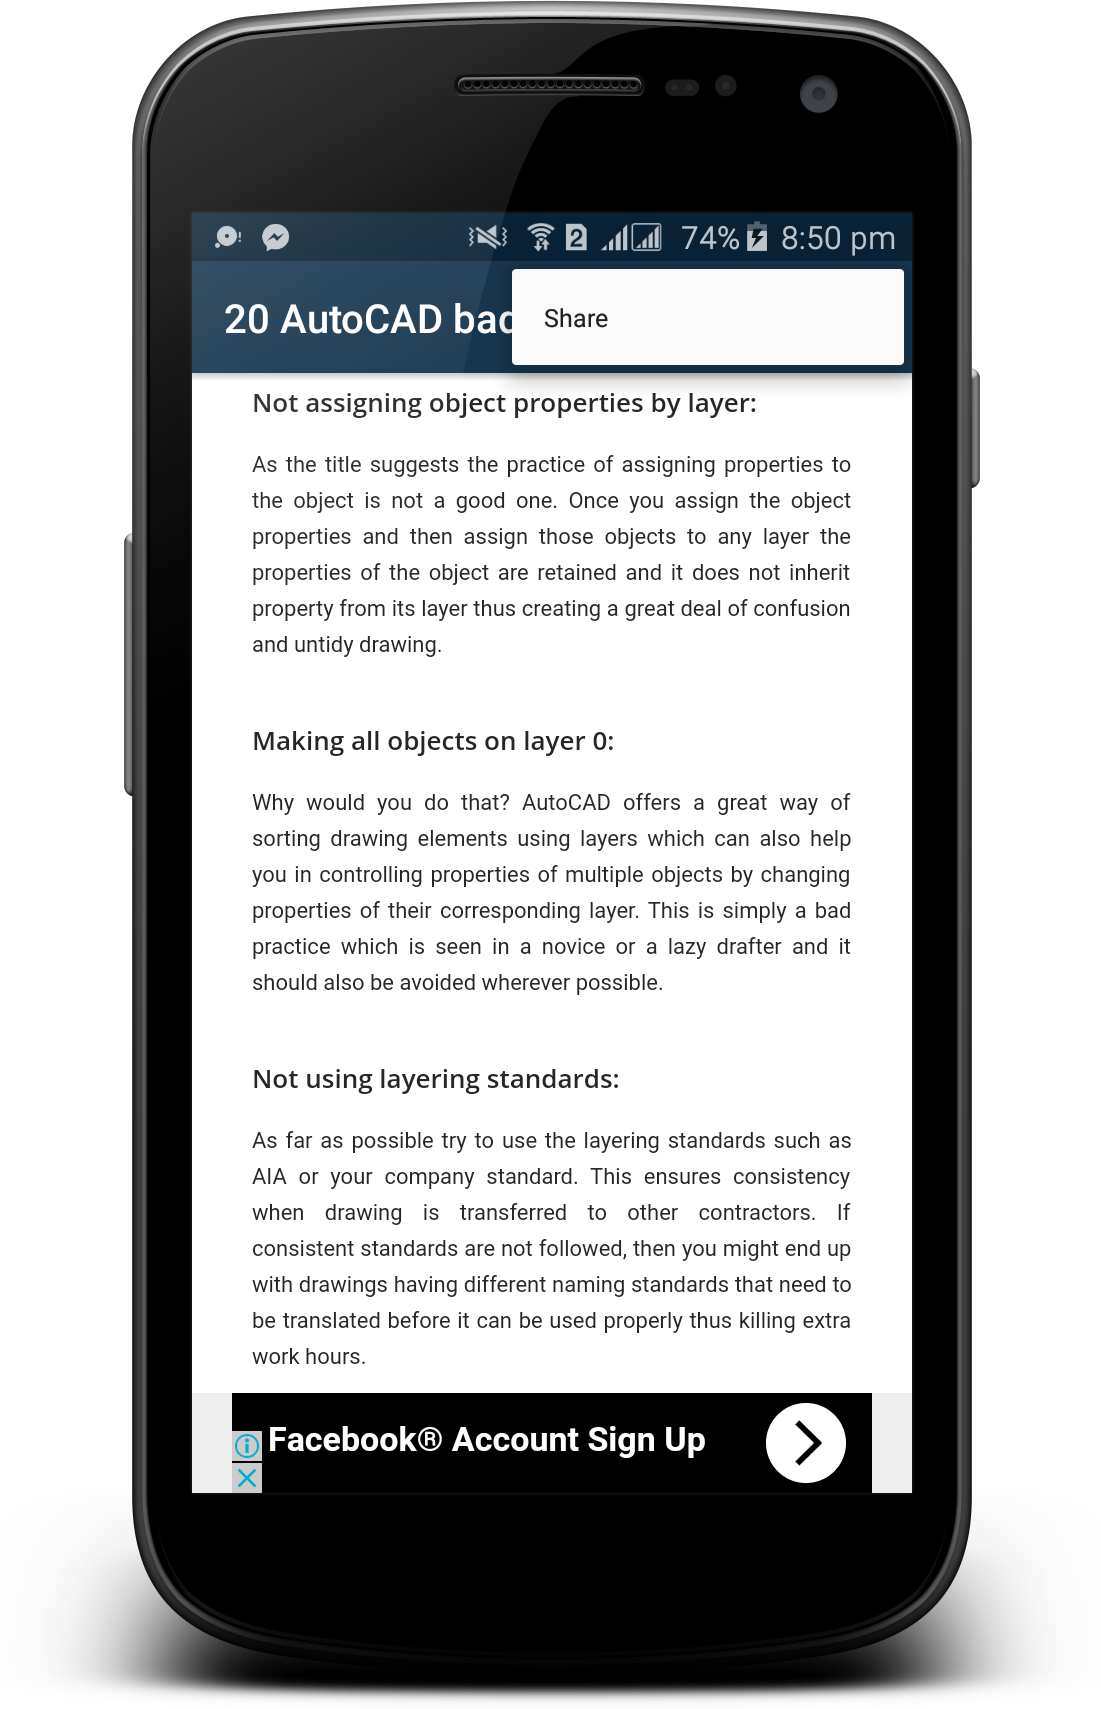 74% 8:50 pm
20 AutoCAD bad
Share
Not assigning object properties by layer:
As the title suggests the practice of assigning properties to
the object is not a good one. Once you assign the object
properties and then assign those objects to any layer the
properties of the object are retained and it does not inherit
property from its layer thus creating a great deal of confusion
and untidy drawing.
Making all objects on layer 0:
Why would you do that? AutoCAD offers a great way of
sorting drawing elements using layers which can also help
you in controlling properties of multiple objects by changing
properties of their corresponding layer. This is simply a bad
practice which is seen in a novice or a lazy drafter and it
should also be avoided wherever possible.
Not using layering standards:
As far as possible try to use the layering standards such as
AIA or your company standard. This ensures consistency
when drawing is transferred to other contractors. If
consistent standards are not followed, then you might end up
with drawings having different naming standards that need to
be translated before it can be used properly thus killing extra
work hours.
Facebook® Account Sign Up